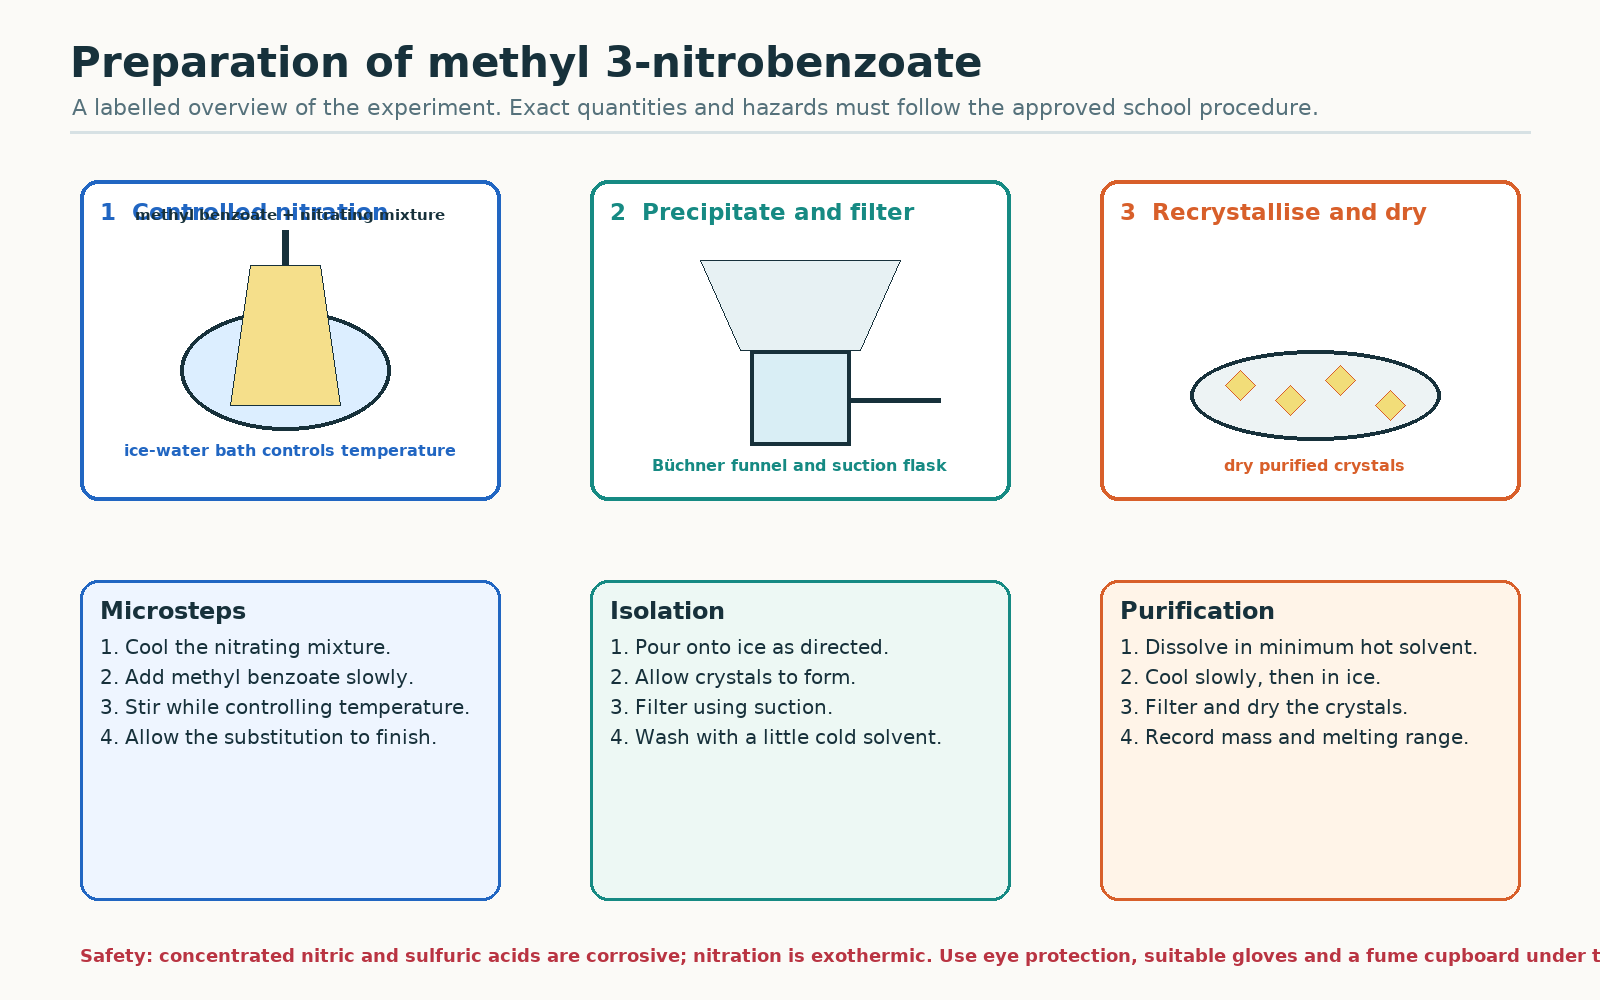 Preparation of methyl 3-nitrobenzoate
A labelled overview of the experiment. Exact quantities and hazards must follow the approved school procedure.
1 Controlled nitration
methyl benzoate + nitrating mixture
ice-water bath controls temperature
2 Precipitate and filter
Büchner funnel and suction flask
3 Recrystallise and dry
dry purified crystals
Microsteps
1. Cool the nitrating mixture.
2. Add methyl benzoate slowly.
3. Stir while controlling temperature.
4. Allow the substitution to finish.
Isolation
1. Pour onto ice as directed.
2. Allow crystals to form.
3. Filter using suction.
4. Wash with a little cold solvent.
Purification
1. Dissolve in minimum hot solvent.
2. Cool slowly, then in ice.
3. Filter and dry the crystals.
4. Record mass and melting range.
Safety: concentrated nitric and sulfuric acids are corrosive; nitration is exothermic. Use eye protection, suitable gloves and a fume cupboard under